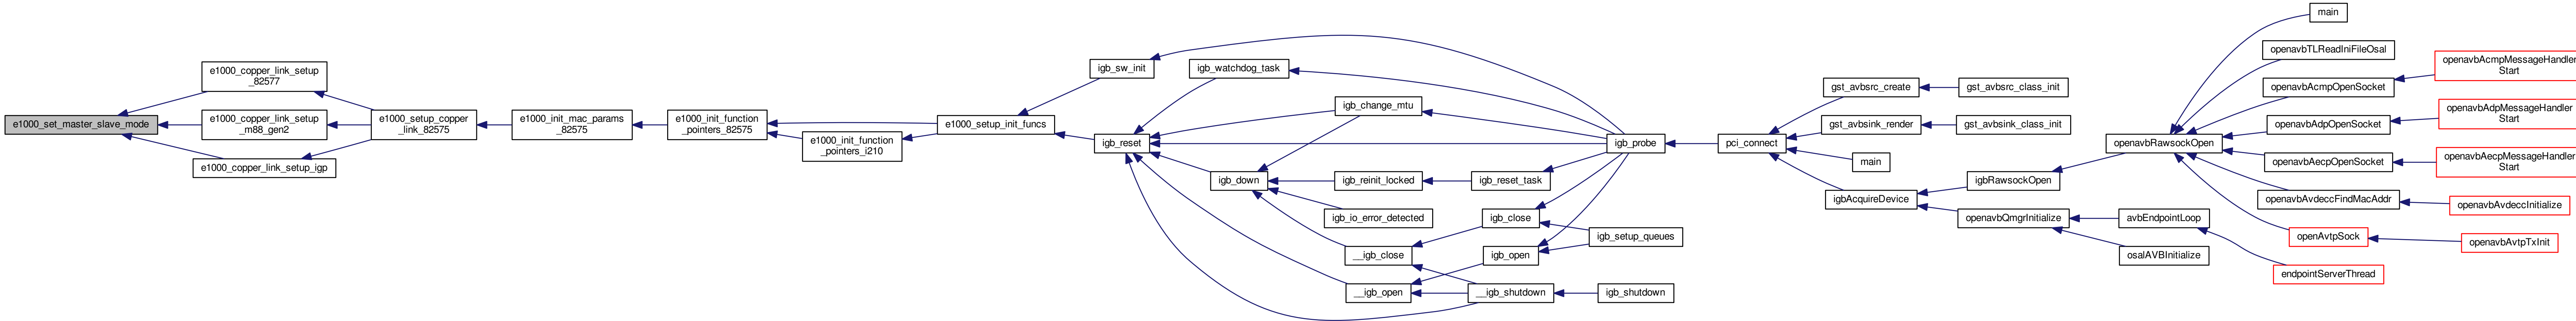 e1000_set_master_slave_mode
e1000_copper_link_setup
_82577
e1000_copper_link_setup
_m88_gen2
e1000_copper_link_setup_igp
e1000_setup_copper
_link_82575
e1000_init_mac_params
_82575
e1000_init_function
_pointers_82575
e1000_init_function
_pointers_i210
e1000_setup_init_funcs
igb_sw_init
igb_reset
igb_watchdog_task
igb_change_mtu
igb_down
igb_reinit_locked
igb_reset_task
igb_io_error_detected
igb_close
__igb_close
igb_open
__igb_open
__igb_shutdown
igb_setup_queues
igb_shutdown
igb_probe
pci_connect
gst_avbsrc_create
gst_avbsrc_class_init
gst_avbsink_render
gst_avbsink_class_init
main
igbAcquireDevice
igbRawsockOpen
openavbQmgrInitialize
avbEndpointLoop
osalAVBInitialize
endpointServerThread
openavbRawsockOpen
main
openavbTLReadIniFileOsal
openavbAcmpOpenSocket
openavbAcmpMessageHandler
Start
openavbAdpOpenSocket
openavbAdpMessageHandler
Start
openavbAecpOpenSocket
openavbAecpMessageHandler
Start
openavbAvdeccFindMacAddr
openavbAvdeccInitialize
openAvtpSock
openavbAvtpTxInit